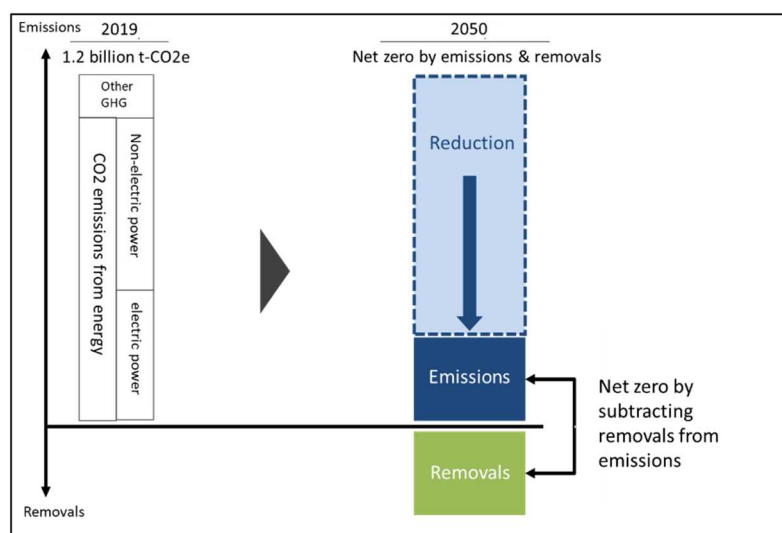 Emissions
2019
1.2 billion t-CO2e
Other
GHG
CO2 emissions from energy
Non-electric power
electric power
2050
Net zero by emissions & removals
Reduction
Emissions
Removals
Net zero by
subtracting
removals from
emissions
Removals